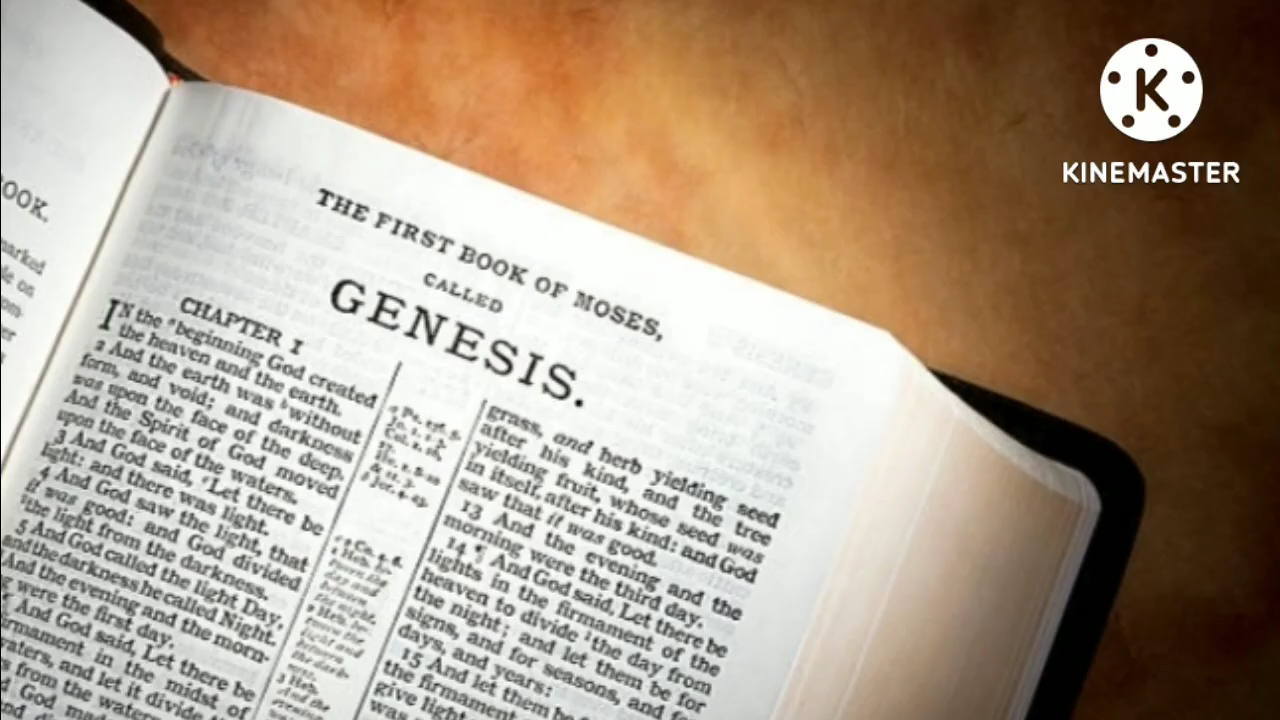 OOK.
marked
THE FIRST BOOK OF MOSES,
CALLED
GENESIS.
CHAPTER 1
IN the beginning God created
the heaven and the earth.
2 And the earth was without
form, and void; and darkness
was upon the face of the deep.
And the Spirit of God moved
upon the face of the waters.
3 And God said, Let there be
light: and there was light.
4 And God saw the light, that
it was good: and God divided
the light from the darkness.
5 And God called the light Day,
and the darkness he called Night.
And the evening and the morn-
were the first day.
And God said, Let there be
firmament in the midst of
waters, and let it divide
from the waters
God made
grass, and herb yielding seed
after his kind, and the tree
yielding fruit, whose seed was
in itself, after his kind: and God
saw that it was good.
13 And the evening and the
morning were the third day.
14 ¶ And God said, Let there be
lights in the firmament of the
heaven to divide the day from
the night; and let them be for
signs, and for seasons, and for
days, and years:
15 And let them be
the firmament
give light
was
K
KINEMASTER